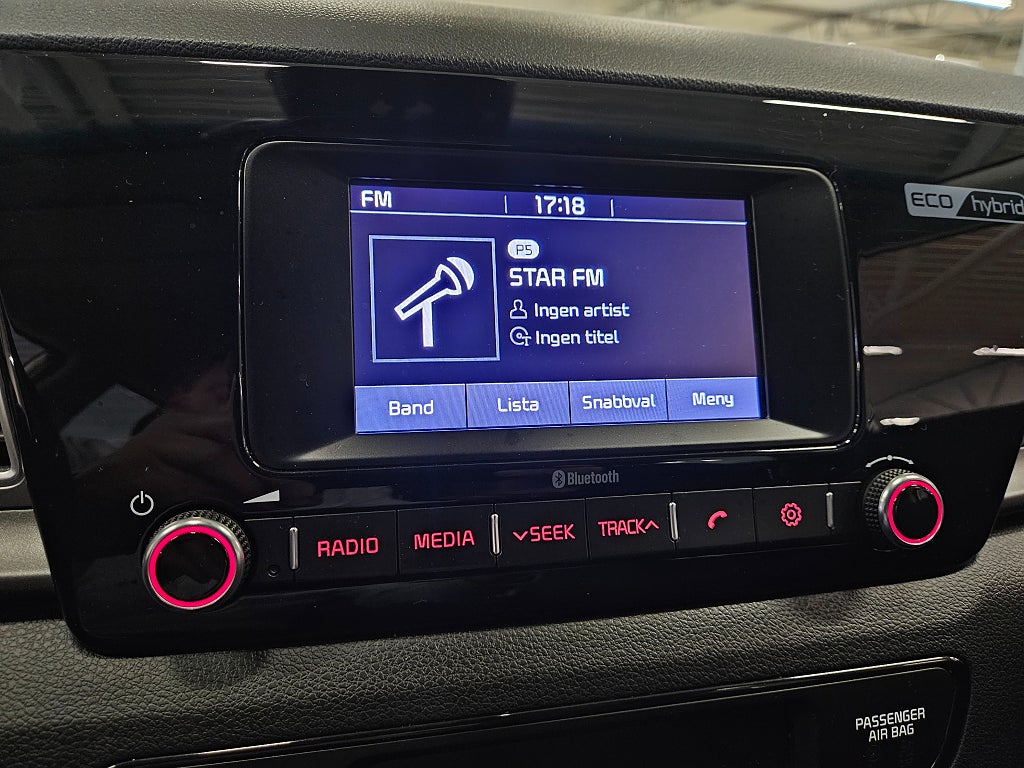 FM 17:18
ECO hybrid
P5
STAR FM
Ingen artist
Ingen titel
Band Lista Snabbval Meny
Bluetooth
RADIO MEDIA SEEK TRACK
PASSENGER
AIR BAG